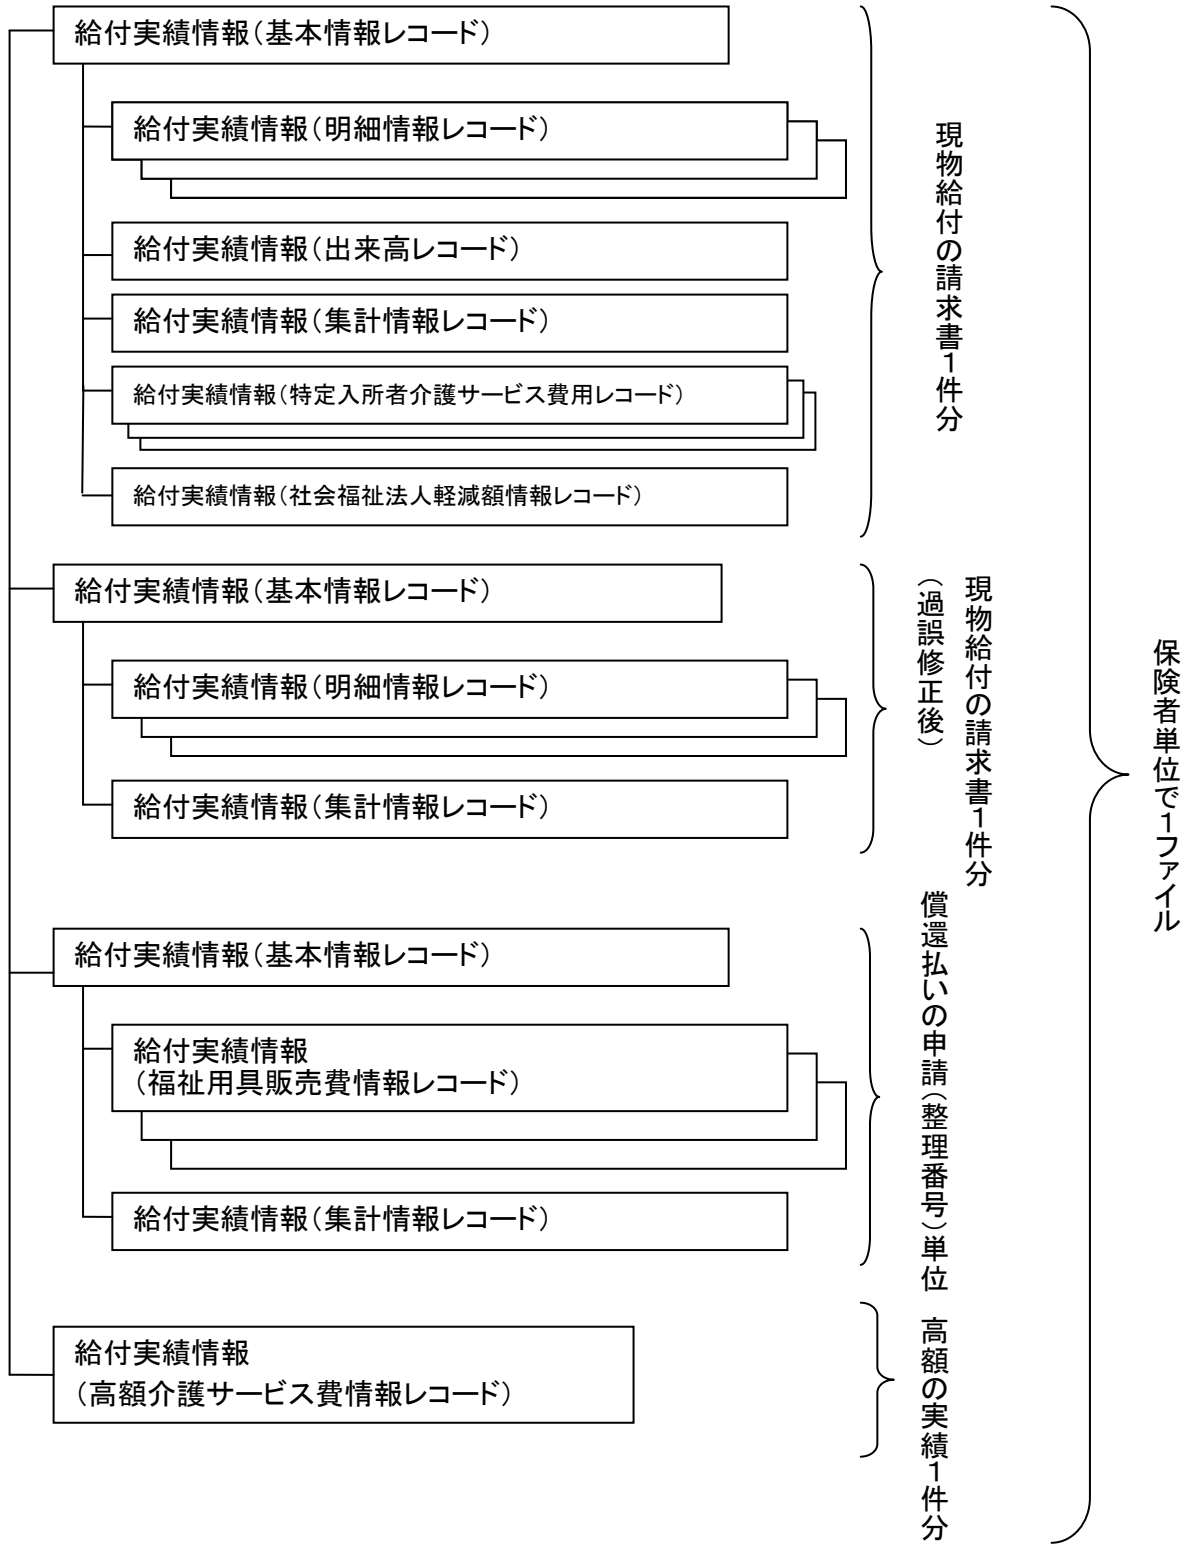 給付実績情報(基本情報レコード)
給付実績情報(明細情報レコード)
給付実績情報(出来高レコード)
給付実績情報(集計情報レコード)
給付実績情報(特定入所者介護サービス費用レコード)
給付実績情報(社会福祉法人軽減額情報レコード)
現物給付の請求書1件分
給付実績情報(基本情報レコード)
給付実績情報(明細情報レコード)
給付実績情報(集計情報レコード)
現物給付の請求書1件分
(過誤修正後)
給付実績情報(基本情報レコード)
給付実績情報
(福祉用具販売費情報レコード)
給付実績情報(集計情報レコード)
償還払いの申請(整理番号)単位
給付実績情報
(高額介護サービス費情報レコード)
高額の実績1件分
保険者単位で1ファイル